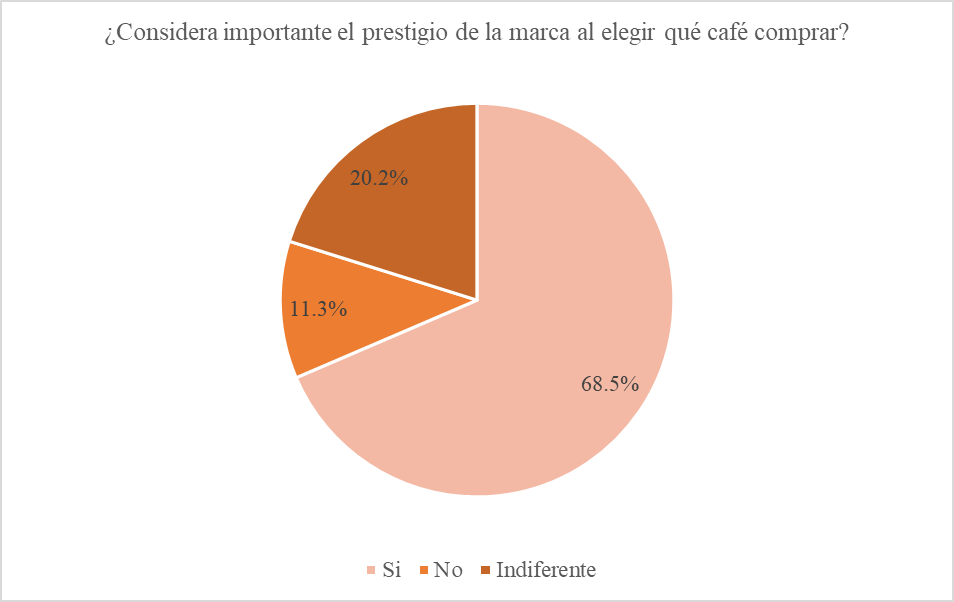 ¿Considera importante el prestigio de la marca al elegir qué café comprar?
20.2%
11.3%
68.5%
Si No Indiferente